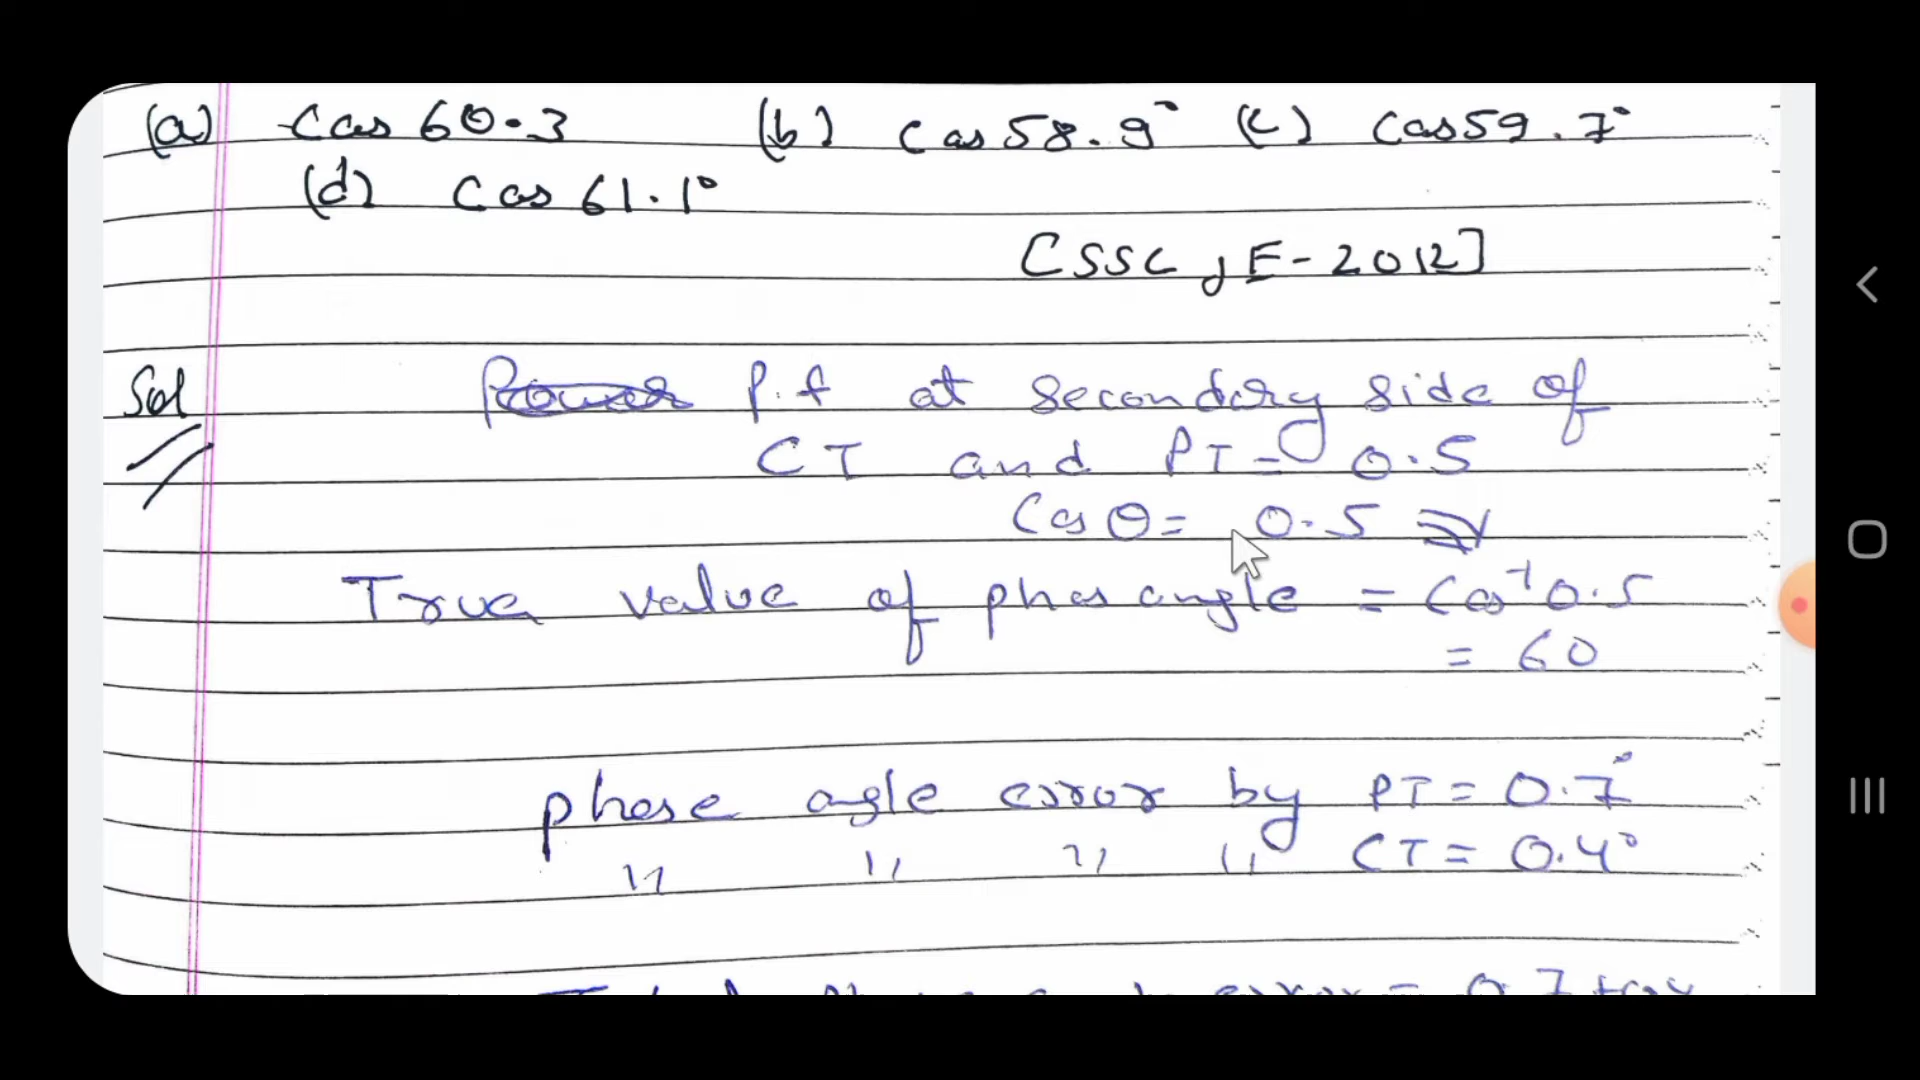 (a) Cos 60.3 (b) Cos 58.9° (c) Cos 59.7°
(d) Cos 61.1°
[SSC JE-2012]
Sol P.f at secondary side of
CT and PT = 0.5
Cos θ = 0.5
True value of phas angle = Cos⁻¹ 0.5
= 60
phase angle error by PT = 0.7°
" " " " CT = 0.4°